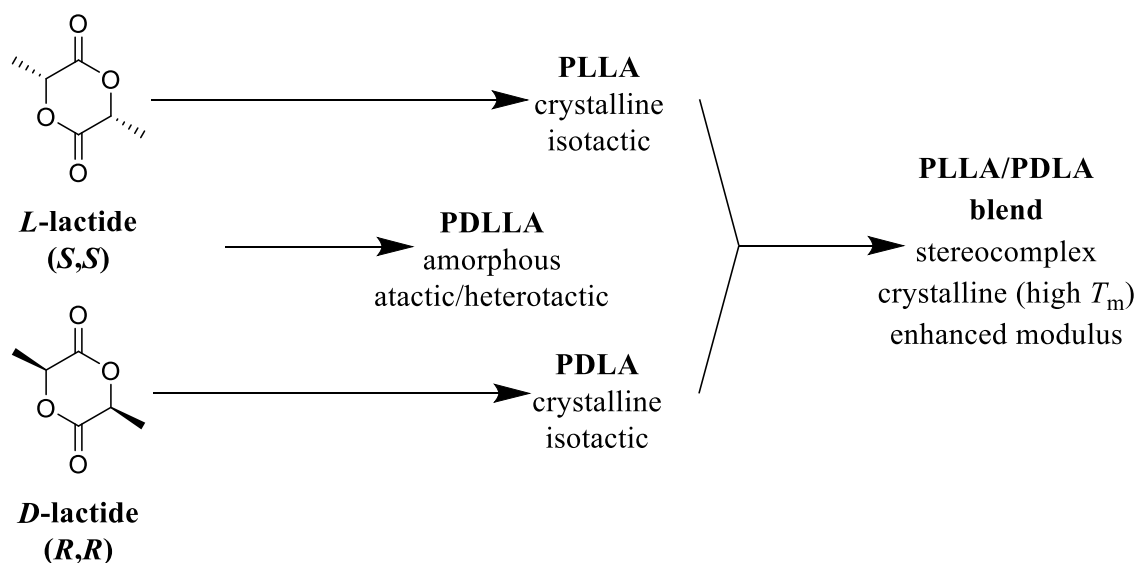 O
O
O
O
L-lactide
(S,S)
PLLA
crystalline
isotactic
PDLLA
amorphous
atactic/heterotactic
O
O
O
O
D-lactide
(R,R)
PDLA
crystalline
isotactic
PLLA/PDLA
blend
stereocomplex
crystalline (high Tm)
enhanced modulus